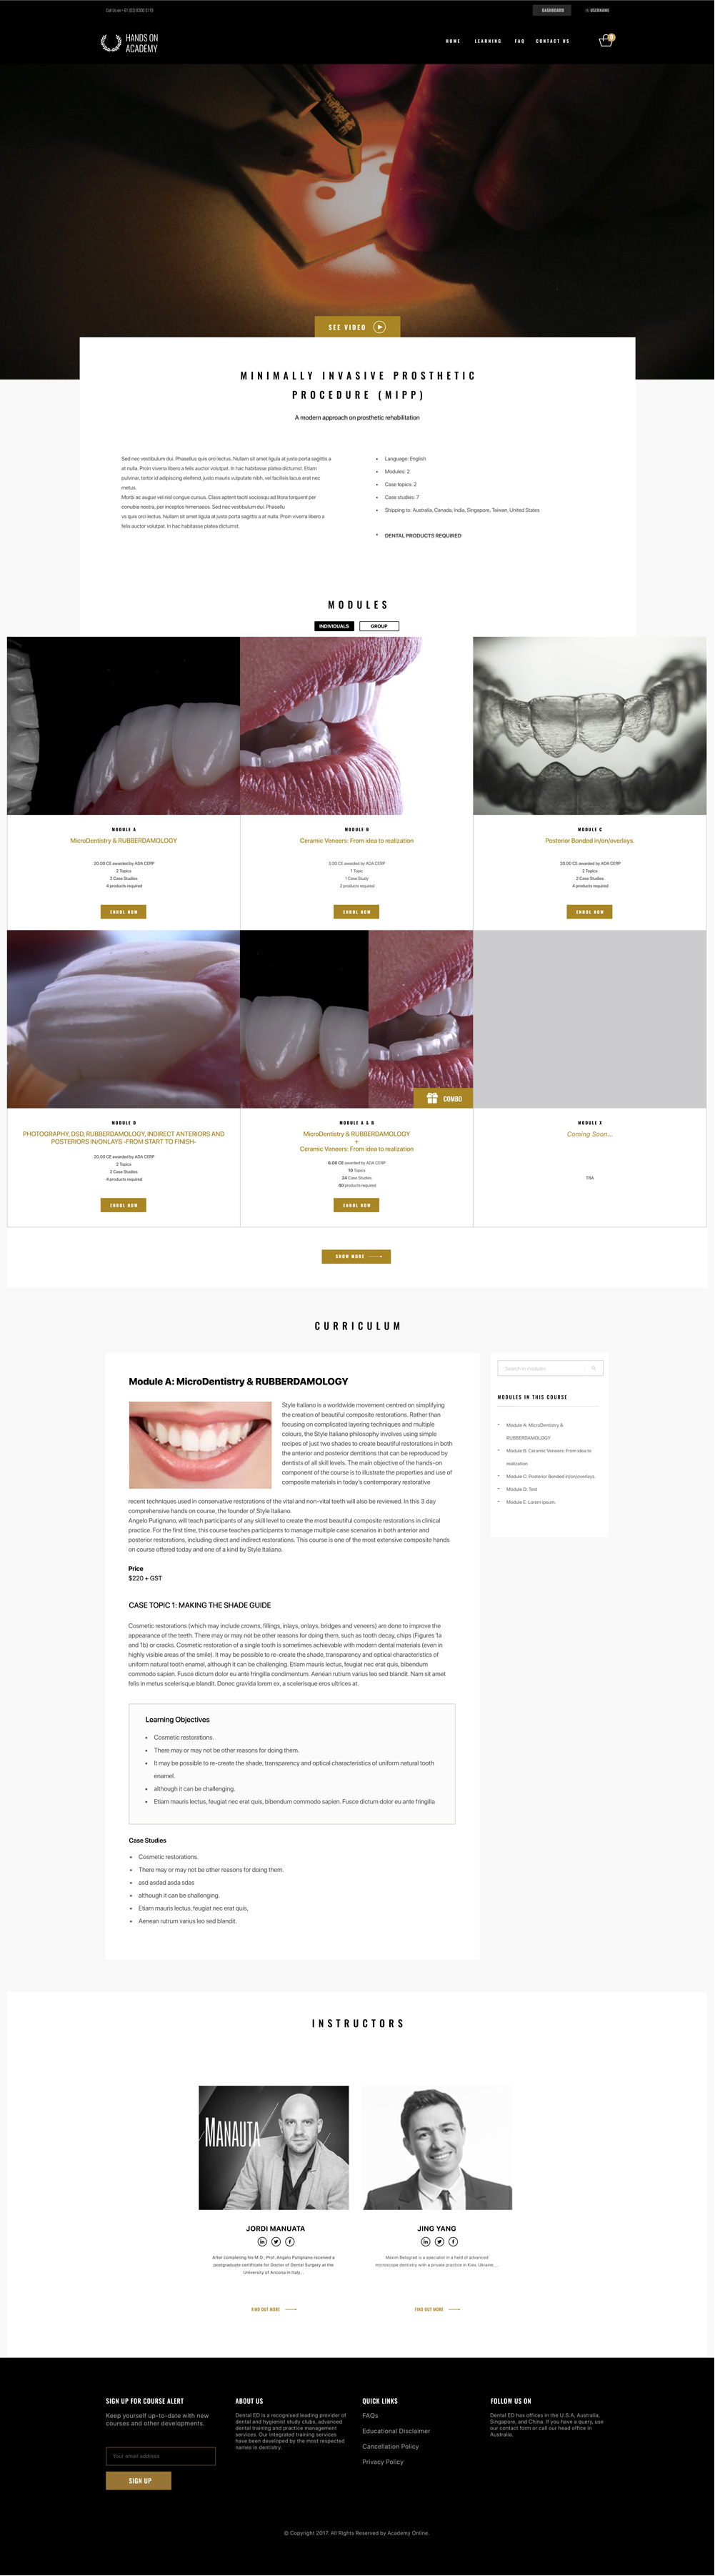 Call Us on + 61 (03) 8300 0119
DASHBOARD
Hi, USERNAME
HANDS ON
ACADEMY
HOME
LEARNING
FAQ
CONTACT US
SEE VIDEO
MINIMALLY INVASIVE PROSTHETIC
PROCEDURE (MIPP)
A modern approach on prosthetic rehabilitation
Sed nec vestibulum dui. Phasellus quis orci lectus. Nullam sit amet ligula at justo porta sagittis a
at nulla. Proin viverra libero a felis auctor volutpat. In hac habitasse platea dictumst. Etiam
pulvinar, tortor id adipiscing eleifend, justo mauris vulputate nibh, vel facilisis lacus erat nec
metus.
Morbi ac augue vel nisl congue cursus. Class aptent taciti sociosqu ad litora torquent per
conubia nostra, per inceptos himenaeos. Sed nec vestibulum dui. Phasellu
vs quis orci lectus. Nullam sit amet ligula at justo porta sagittis a at nulla. Proin viverra libero a
felis auctor volutpat. In hac habitasse platea dictumst.
Language: English
Modules: 2
Case topics: 2
Case studies: 7
Shipping to: Australia, Canada, India, Singapore, Taiwan, United States
DENTAL PRODUCTS REQUIRED
MODULES
INDIVIDUALS
GROUP
MODULE A
MicroDentistry & RUBBERDAMOLOGY
20.00 CE awarded by ADA CERP
2 Topics
2 Case Studies
4 products required
ENROL NOW
MODULE B
Ceramic Veneers: From idea to realization
3.00 CE awarded by ADA CERP
1 Topic
1 Case Study
2 products required
ENROL NOW
MODULE C
Posterior Bonded in/on/overlays.
20.00 CE awarded by ADA CERP
2 Topics
2 Case Studies
4 products required
ENROL NOW
COMBO
MODULE D
PHOTOGRAPHY, DSD, RUBBERDAMOLOGY, INDIRECT ANTERIORS AND
POSTERIORS IN/ONLAYS -FROM START TO FINISH-
20.00 CE awarded by ADA CERP
2 Topics
2 Case Studies
4 products required
ENROL NOW
MODULE A & B
MicroDentistry & RUBBERDAMOLOGY
+
Ceramic Veneers: From idea to realization
6.00 CE awarded by ADA CERP
10 Topics
24 Case Studies
40 products required
ENROL NOW
MODULE X
Coming Soon...
TBA
SHOW MORE
CURRICULUM
Module A: MicroDentistry & RUBBERDAMOLOGY
Style Italiano is a worldwide movement centred on simplifying
the creation of beautiful composite restorations. Rather than
focusing on complicated layering techniques and multiple
colours, the Style Italiano philosophy involves using simple
recipes of just two shades to create beautiful restorations in both
the anterior and posterior dentitions that can be reproduced by
dentists of all skill levels. The main objective of the hands-on
component of the course is to illustrate the properties and use of
composite materials in today's contemporary restorative
recent techniques used in conservative restorations of the vital and non-vital teeth will also be reviewed. In this 3 day
comprehensive hands on course, the founder of Style Italiano.
Angelo Putignano, will teach participants of any skill level to create the most beautiful composite restorations in clinical
practice. For the first time, this course teaches participants to manage multiple case scenarios in both anterior and
posterior restorations, including direct and indirect restorations. This course is one of the most extensive composite hands
on course offered today and one of a kind by Style Italiano.
Price
$220 + GST
CASE TOPIC 1: MAKING THE SHADE GUIDE
Cosmetic restorations (which may include crowns, fillings, inlays, onlays, bridges and veneers) are done to improve the
appearance of the teeth. There may or may not be other reasons for doing them, such as tooth decay, chips (Figures 1a
and 1b) or cracks. Cosmetic restoration of a single tooth is sometimes achievable with modern dental materials (even in
highly visible areas of the smile). It may be possible to re-create the shade, transparency and optical characteristics of
uniform natural tooth enamel, although it can be challenging. Etiam mauris lectus, feugiat nec erat quis, bibendum
commodo sapien. Fusce dictum dolor eu ante fringilla condimentum. Aenean rutrum varius leo sed blandit. Nam sit amet
felis in metus scelerisque blandit. Donec gravida lorem ex, a scelerisque eros ultrices at.
Learning Objectives
Cosmetic restorations.
There may or may not be other reasons for doing them.
It may be possible to re-create the shade, transparency and optical characteristics of uniform natural tooth
enamel.
although it can be challenging.
Etiam mauris lectus, feugiat nec erat quis, bibendum commodo sapien. Fusce dictum dolor eu ante fringilla
Case Studies
Cosmetic restorations.
There may or may not be other reasons for doing them.
asd asdad asda sdas
although it can be challenging.
Etiam mauris lectus, feugiat nec erat quis,
Aenean rutrum varius leo sed blandit.
Search in modules
MODULES IN THIS COURSE
Module A: MicroDentistry &
RUBBERDAMOLOGY
Module B: Ceramic Veneers: From idea to
realization
Module C: Posterior Bonded in/on/overlays.
Module D: Test
Module E: Lorem ipsum.
INSTRUCTORS
MANAUTA
JORDI MANUATA
After completing his M.D., Prof. Angelo Putignano received a
postgraduate certificate for Doctor of Dental Surgery at the
University of Ancona in Italy...
FIND OUT MORE
JING YANG
Maxim Belograd is a specialist in a field of advanced
microscope dentistry with a private practice in Kiev, Ukraine....
FIND OUT MORE
SIGN UP FOR COURSE ALERT
Keep yourself up-to-date with new
courses and other developments.
Your email address
SIGN UP
ABOUT US
Dental ED is a recognised leading provider of
dental and hygienist study clubs, advanced
dental training and practice management
services. Our integrated training services
have been developed by the most respected
names in dentistry.
QUICK LINKS
FAQs
Educational Disclaimer
Cancellation Policy
Privacy Policy
FOLLOW US ON
Dental ED has offices in the U.S.A, Australia,
Singapore, and China. If you have a query, use
our contact form or call our head office in
Australia.
© Copyright 2017. All Rights Reserved by Academy Online.